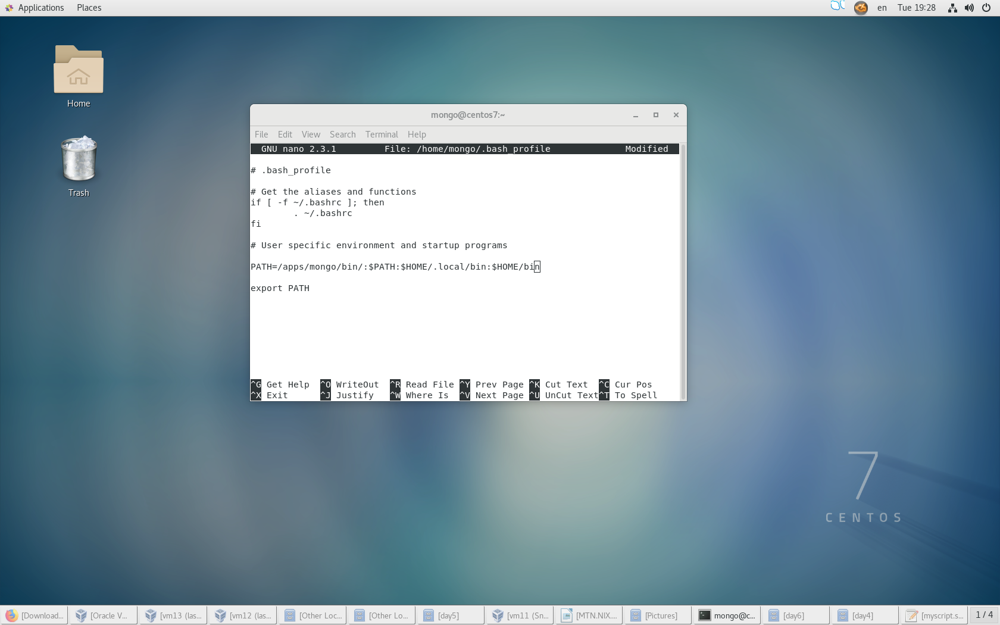 Applications Places en Tue 19:28
Home
Trash
mongo@centos7:~
File Edit View Search Terminal Help
GNU nano 2.3.1 File: /home/mongo/.bash_profile Modified
# .bash_profile
# Get the aliases and functions
if [ -f ~/.bashrc ]; then
. ~/.bashrc
fi
# User specific environment and startup programs
PATH=/apps/mongo/bin/:$PATH:$HOME/.local/bin:$HOME/bin
export PATH
^G Get Help ^O WriteOut ^R Read File ^Y Prev Page ^K Cut Text ^C Cur Pos
^X Exit ^J Justify ^W Where Is ^V Next Page ^U UnCut Text ^T To Spell
7
CENTOS
[Download... [Oracle V... [vm13 (las... [vm12 (las... [Other Loc... [Other Lo... [day5] [vm11 (Sn... [MTN.NIX.... [Pictures] mongo@c... [day6] [day4] [myscript.s... 1 / 4